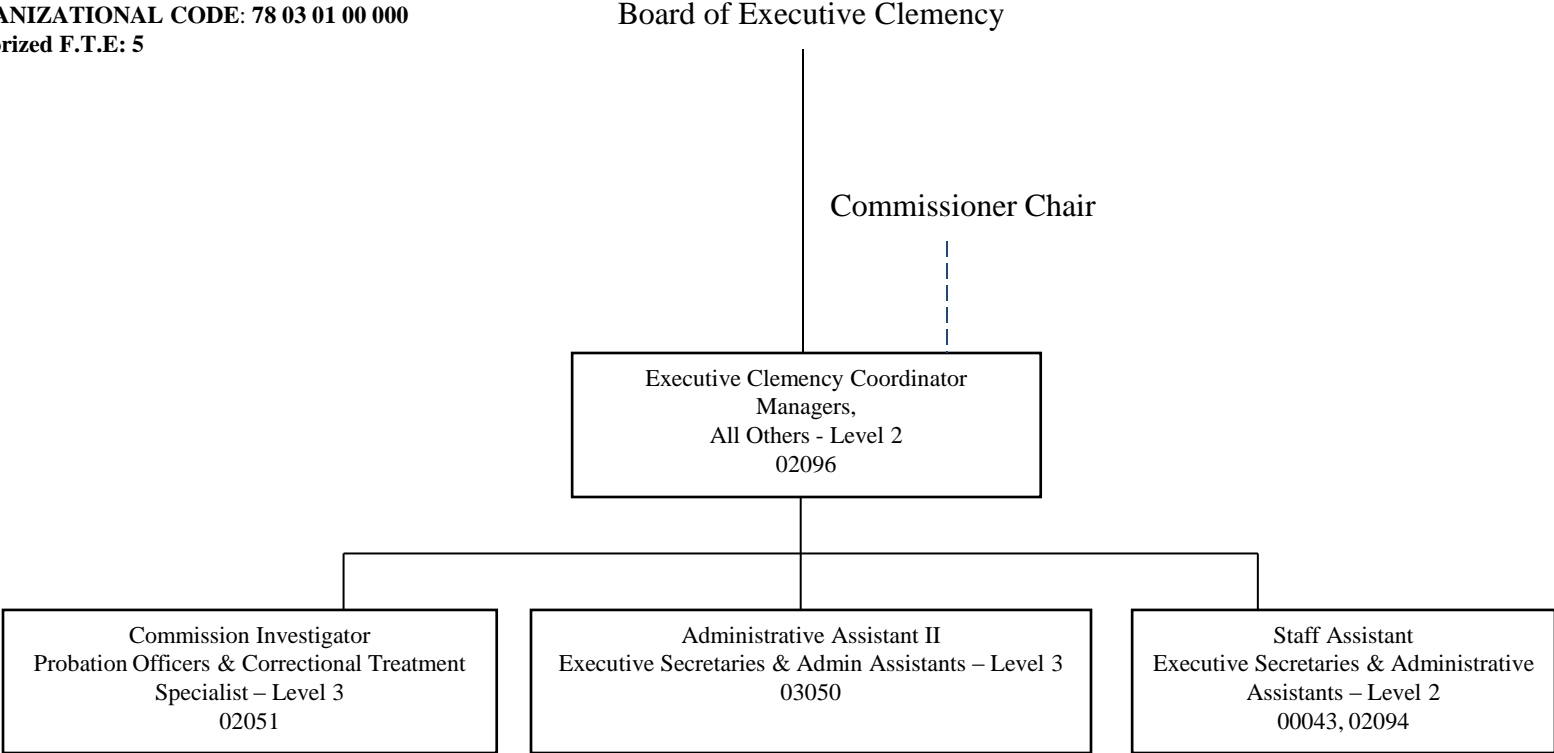 ANIZATIONAL CODE: 78 03 01 00 000
orized F.T.E: 5
Board of Executive Clemency
Commissioner Chair
Executive Clemency Coordinator
Managers,
All Others - Level 2
02096
Commission Investigator
Probation Officers & Correctional Treatment
Specialist – Level 3
02051
Administrative Assistant II
Executive Secretaries & Admin Assistants – Level 3
03050
Staff Assistant
Executive Secretaries & Administrative
Assistants – Level 2
00043, 02094